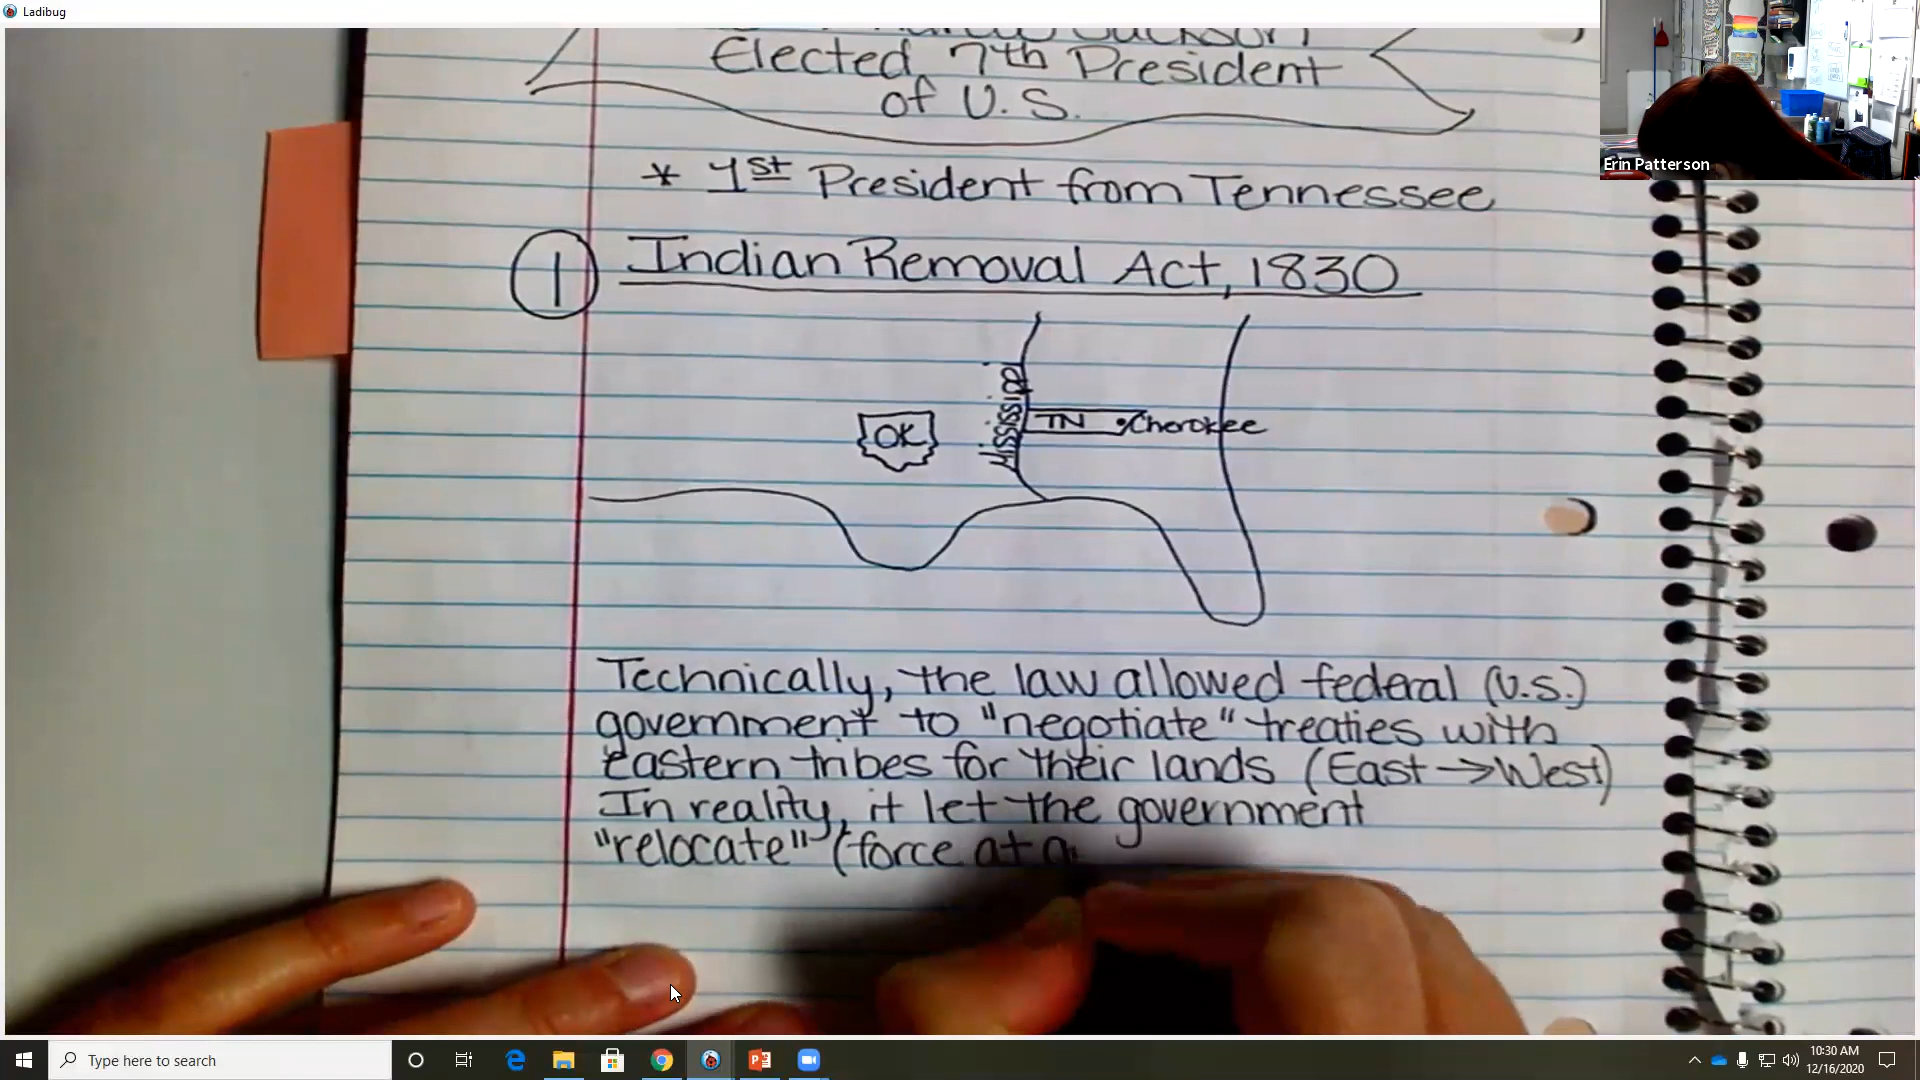 Ladibug
Elected 7th President
of U.S.
* 1st President from Tennessee
Erin Patterson
1 Indian Removal Act, 1830
Mississippi
OK
TN
Cherokee
Technically, the law allowed federal (U.S.)
government to "negotiate" treaties with
eastern tribes for their lands (East→West)
In reality, it let the government
"relocate" (force at
Type here to search
10:30 AM
12/16/2020